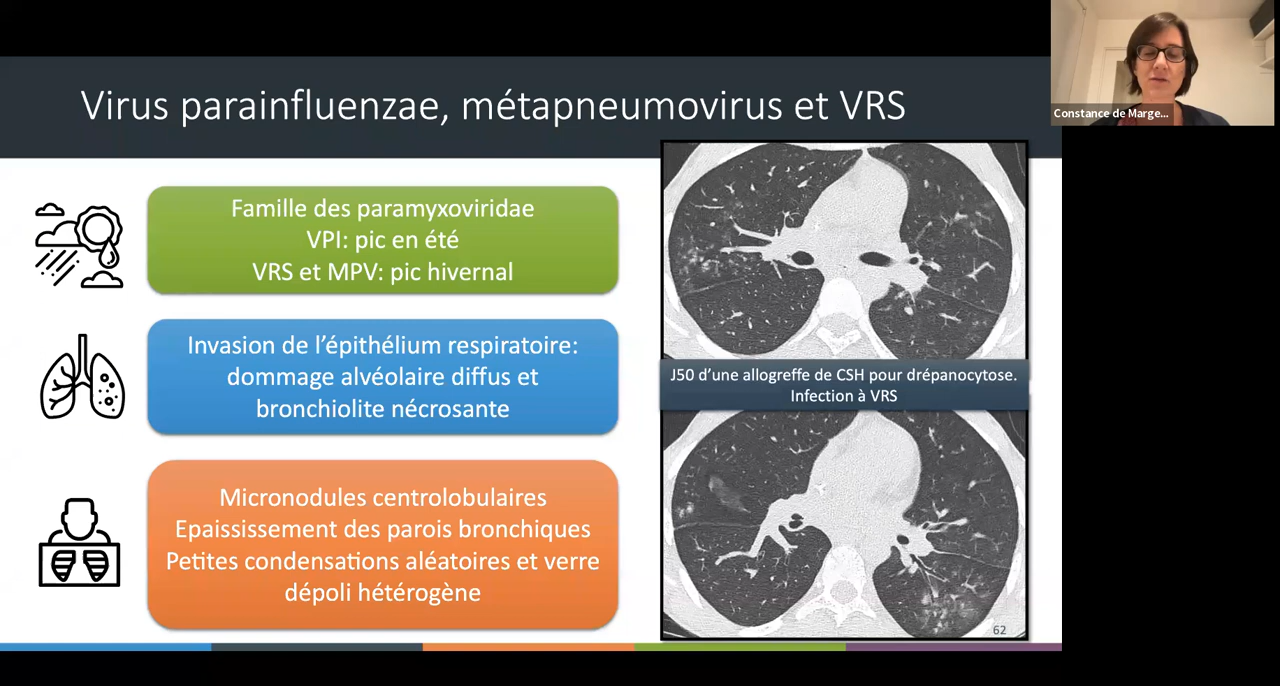 Virus parainfluenzae, métapneumovirus et VRS
Constance de Marge...
Famille des paramyxoviridae
VPI: pic en été
VRS et MPV: pic hivernal
Invasion de l’épithélium respiratoire:
dommage alvéolaire diffus et
bronchiolite nécrosante
Micronodules centrolobulaires
Epaississement des parois bronchiques
Petites condensations aléatoires et verre
dépoli hétérogène
J50 d’une allogreffe de CSH pour drépanocytose.
Infection à VRS
62